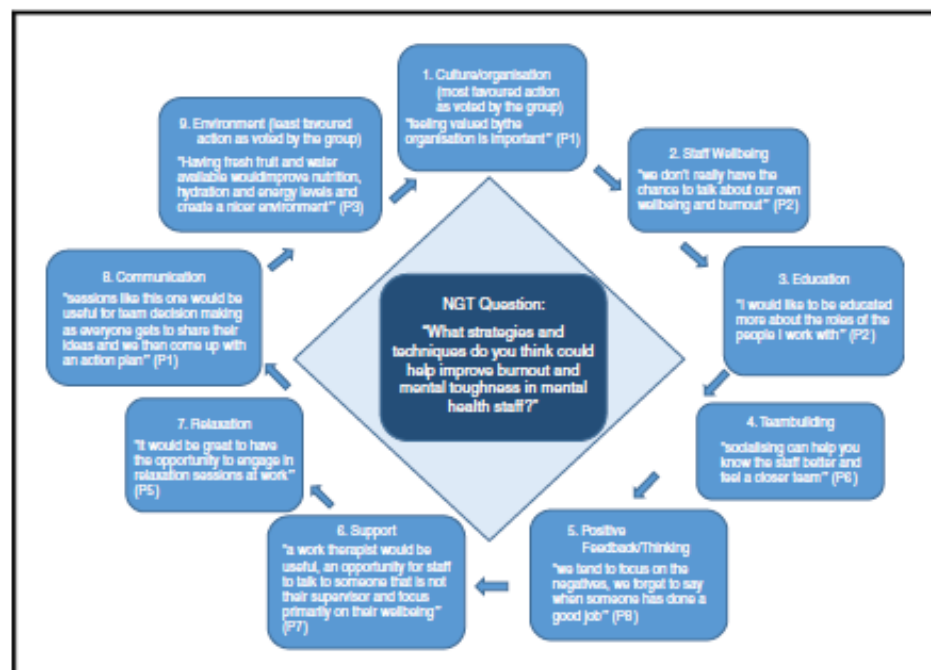 1. Culture/organisation
(most favoured action
as voted by the group)
"feeling valued bythe
organisation is important" (P1)
2. Staff Wellbeing
"we don't really have the
chance to talk about our own
wellbeing and burnout" (P2)
3. Education
"I would like to be educated
more about the roles of the
people I work with" (P2)
4. Teambuilding
"socialising can help you
know the staff better and
feel a closer team" (P6)
5. Positive
Feedback/Thinking
"we tend to focus on the
negatives, we forget to say
when someone has done a
good job" (P8)
6. Support
"a work therapist would be
useful, an opportunity for staff
to talk to someone that is not
their supervisor and focus
primarily on their wellbeing"
(P7)
7. Relaxation
"It would be great to have
the opportunity to engage in
relaxation sessions at work"
(P5)
8. Communication
"sessions like this one would be
useful for team decision making
as everyone gets to share their
ideas and we then come up with
an action plan" (P1)
9. Environment (least favoured
action as voted by the group)
"Having fresh fruit and water
available wouldimprove nutrition,
hydration and energy levels and
create a nicer environment" (P3)
NGT Question:
"What strategies and
techniques do you think could
help improve burnout and
mental toughness in mental
health staff?"